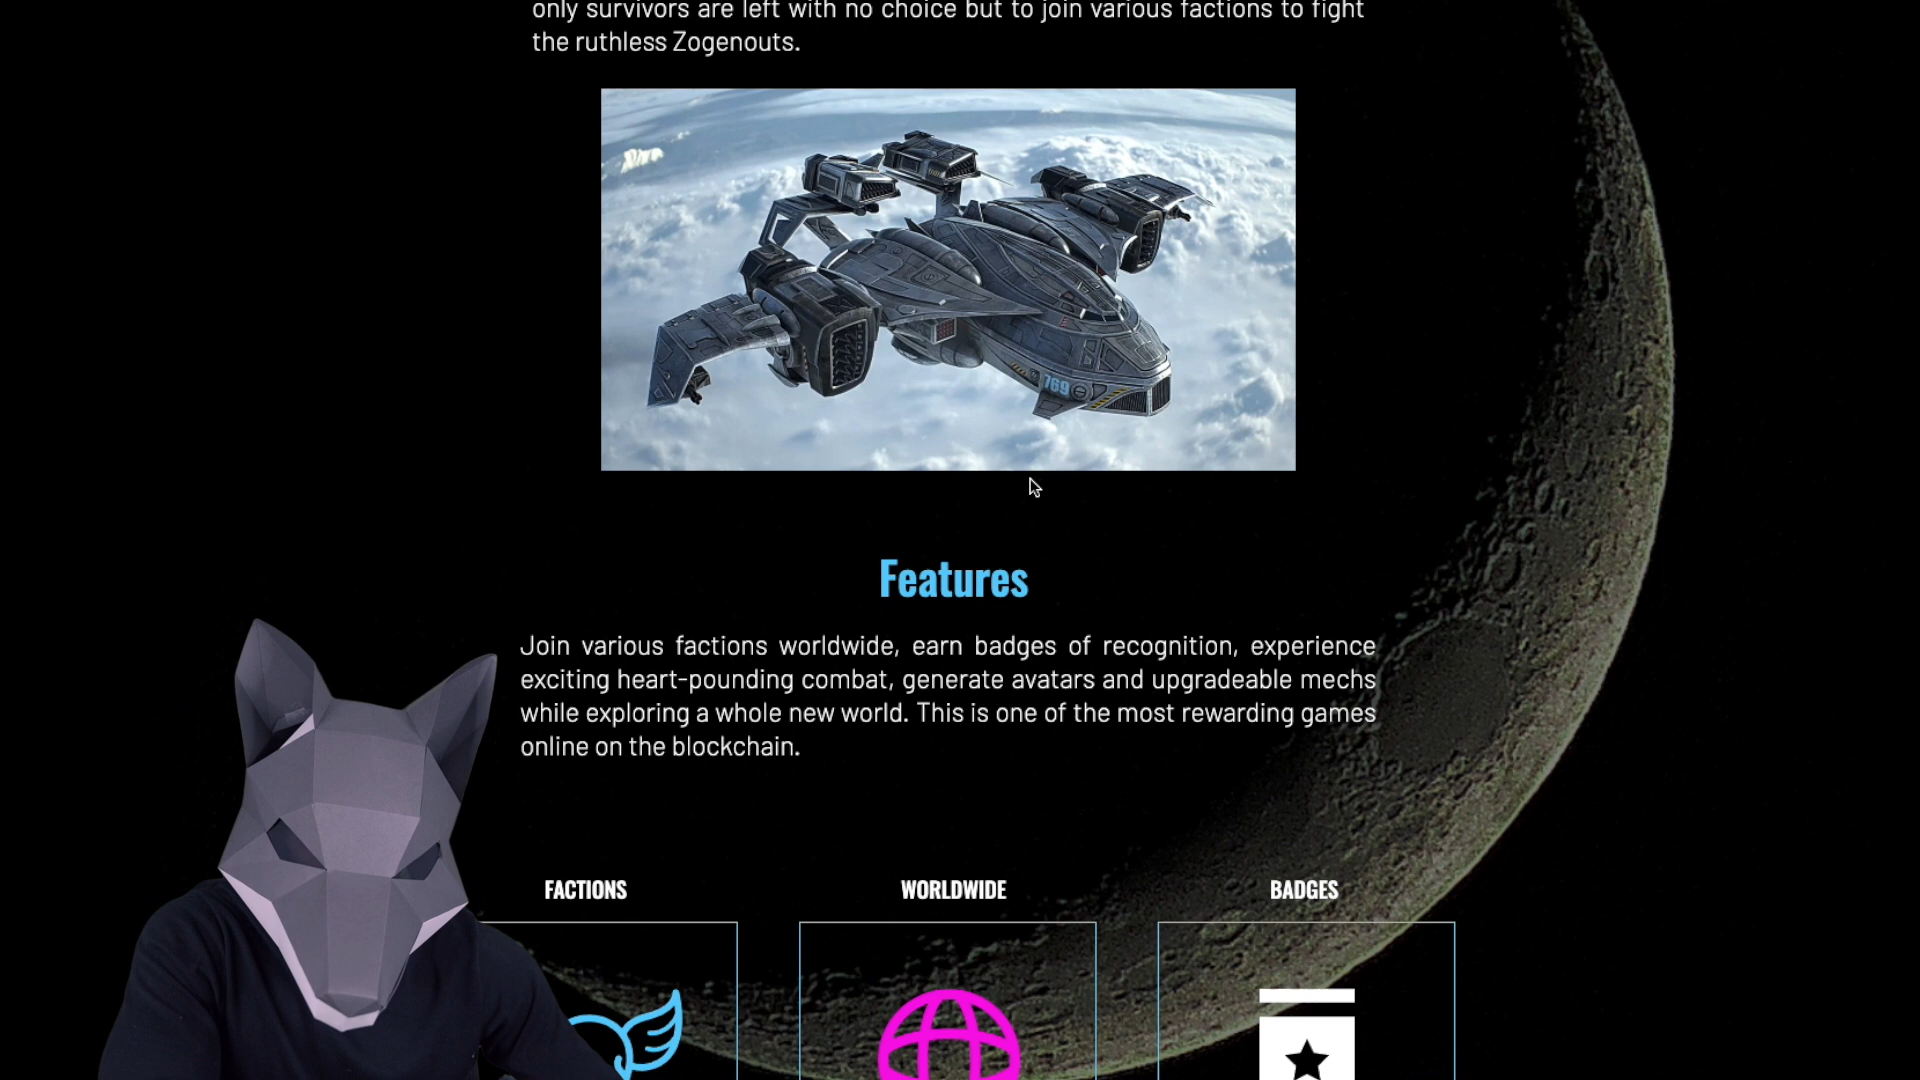 only survivors are left with no choice but to join various factions to fight
the ruthless Zogenouts.
769
Features
Join various factions worldwide, earn badges of recognition, experience
exciting heart-pounding combat, generate avatars and upgradeable mechs
while exploring a whole new world. This is one of the most rewarding games
online on the blockchain.
FACTIONS
WORLDWIDE
BADGES